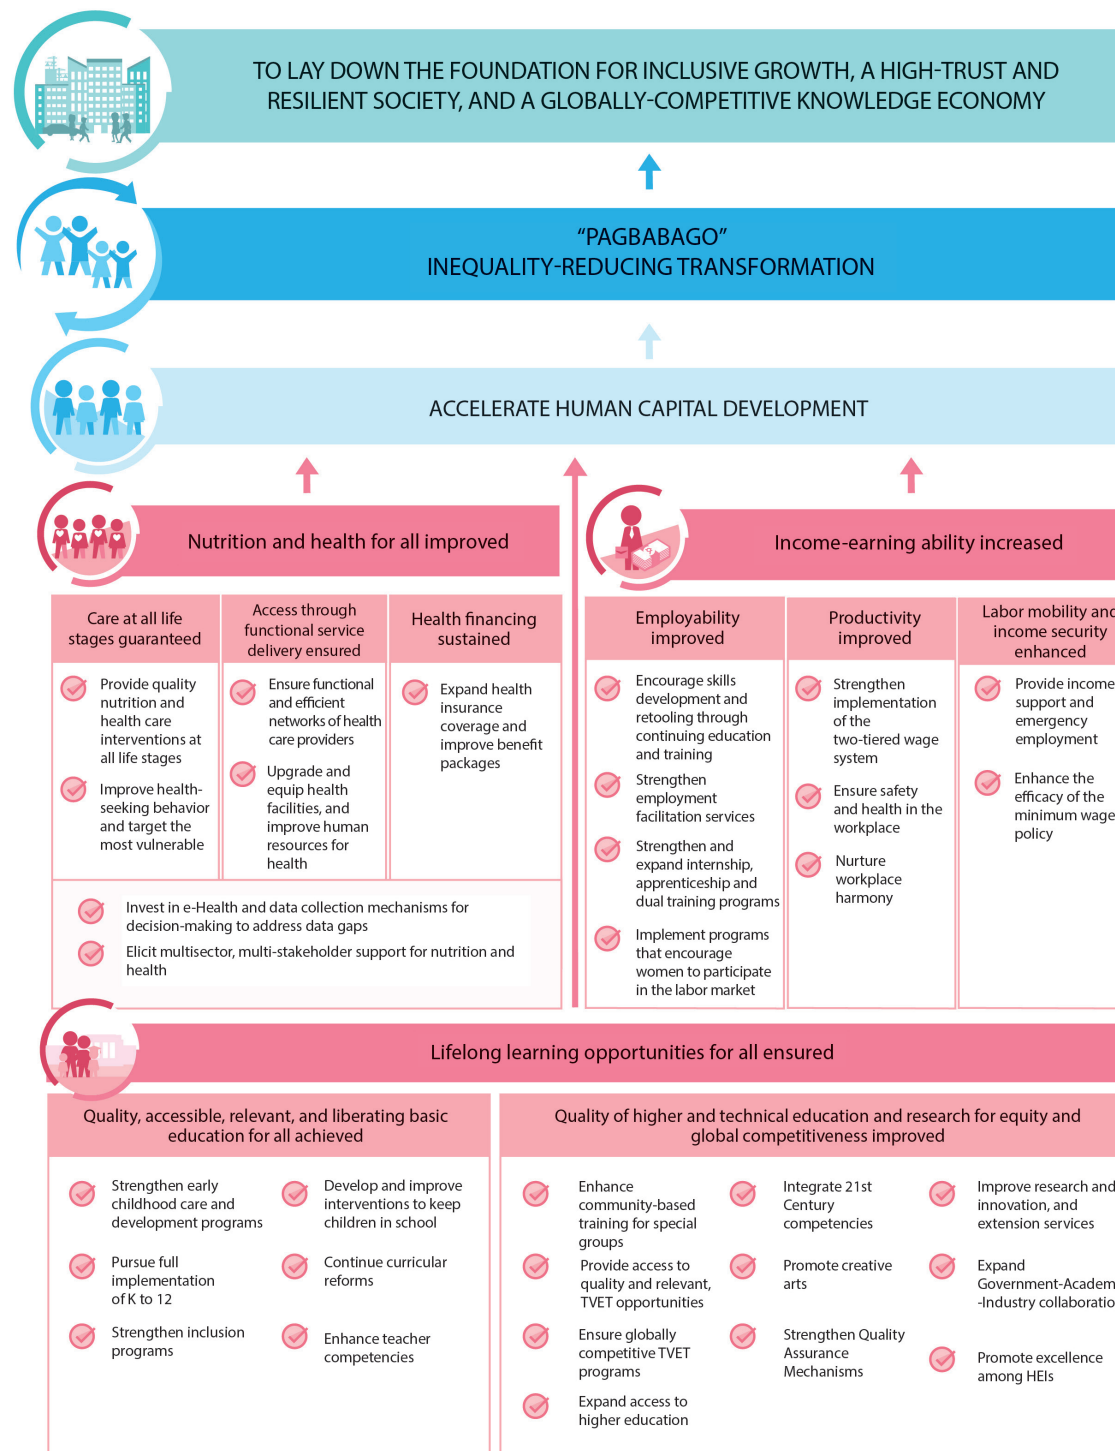 TO LAY DOWN THE FOUNDATION FOR INCLUSIVE GROWTH, A HIGH-TRUST AND
RESILIENT SOCIETY, AND A GLOBALLY-COMPETITIVE KNOWLEDGE ECONOMY
“PAGBABAGO”
INEQUALITY-REDUCING TRANSFORMATION
ACCELERATE HUMAN CAPITAL DEVELOPMENT
Nutrition and health for all improved
Care at all life
stages guaranteed
Provide quality
nutrition and
health care
interventions at
all life stages
Improve health-
seeking behavior
and target the
most vulnerable
Access through
functional service
delivery ensured
Ensure functional
and efficient
networks of health
care providers
Upgrade and
equip health
facilities, and
improve human
resources for
health
Health financing
sustained
Expand health
insurance
coverage and
improve benefit
packages
Invest in e-Health and data collection mechanisms for
decision-making to address data gaps
Elicit multisector, multi-stakeholder support for nutrition and
health
Income-earning ability increased
Employability
improved
Encourage skills
development and
retooling through
continuing education
and training
Strengthen
employment
facilitation services
Strengthen and
expand internship,
apprenticeship and
dual training programs
Implement programs
that encourage
women to participate
in the labor market
Productivity
improved
Strengthen
implementation
of the
two-tiered wage
system
Ensure safety
and health in the
workplace
Nurture
workplace
harmony
Labor mobility and
income security
enhanced
Provide income
support and
emergency
employment
Enhance the
efficacy of the
minimum wage
policy
Lifelong learning opportunities for all ensured
Quality, accessible, relevant, and liberating basic
education for all achieved
Strengthen early
childhood care and
development programs
Pursue full
implementation
of K to 12
Strengthen inclusion
programs
Develop and improve
interventions to keep
children in school
Continue curricular
reforms
Enhance teacher
competencies
Quality of higher and technical education and research for equity and
global competitiveness improved
Enhance
community-based
training for special
groups
Provide access to
quality and relevant,
TVET opportunities
Ensure globally
competitive TVET
programs
Expand access to
higher education
Integrate 21st
Century
competencies
Promote creative
arts
Strengthen Quality
Assurance
Mechanisms
Improve research and
innovation, and
extension services
Expand
Government-Academ
-Industry collaboratio
Promote excellence
among HEIs